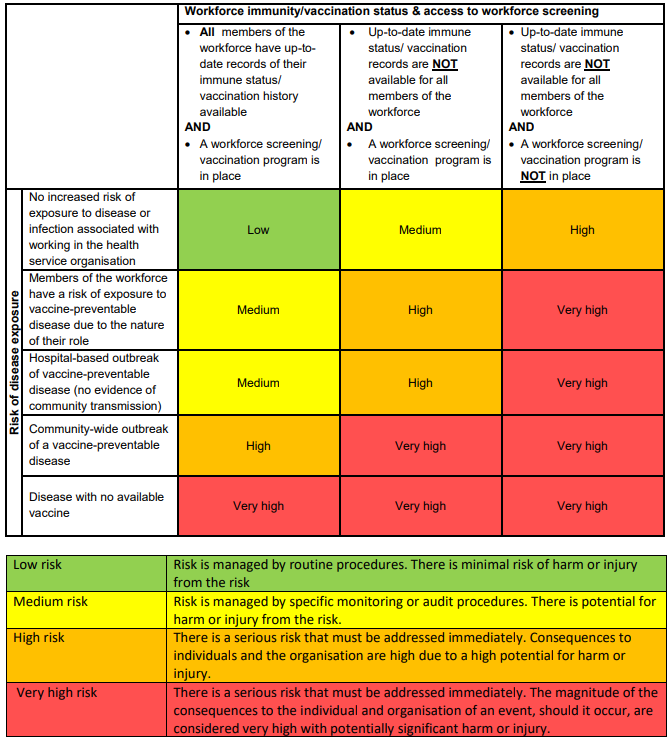 Workforce immunity/vaccination status & access to workforce screening
• All members of the
workforce have up-to-
date records of their
immune status/
vaccination history
available
AND
• A workforce screening/
vaccination program is
in place
• Up-to-date immune
status/ vaccination
records are NOT
available for all
members of the
workforce
AND
• A workforce screening/
vaccination program is
in place
• Up-to-date immune
status/ vaccination
records are NOT
available for all
members of the
workforce
AND
• A workforce screening/
vaccination program is
NOT in place
Risk of disease exposure
No increased risk of
exposure to disease or
infection associated with
working in the health
service organisation
Low
Medium
High
Members of the workforce
have a risk of exposure to
vaccine-preventable
disease due to the nature
of their role
Medium
High
Very high
Hospital-based outbreak
of vaccine-preventable
disease (no evidence of
community transmission)
Medium
High
Very high
Community-wide outbreak
of a vaccine-preventable
disease
High
Very high
Very high
Disease with no available
vaccine
Very high
Very high
Very high
Low risk
Risk is managed by routine procedures. There is minimal risk of harm or injury
from the risk
Medium risk
Risk is managed by specific monitoring or audit procedures. There is potential for
harm or injury from the risk.
High risk
There is a serious risk that must be addressed immediately. Consequences to
individuals and the organisation are high due to a high potential for harm or
injury.
Very high risk
There is a serious risk that must be addressed immediately. The magnitude of the
consequences to the individual and organisation of an event, should it occur, are
considered very high with potentially significant harm or injury.